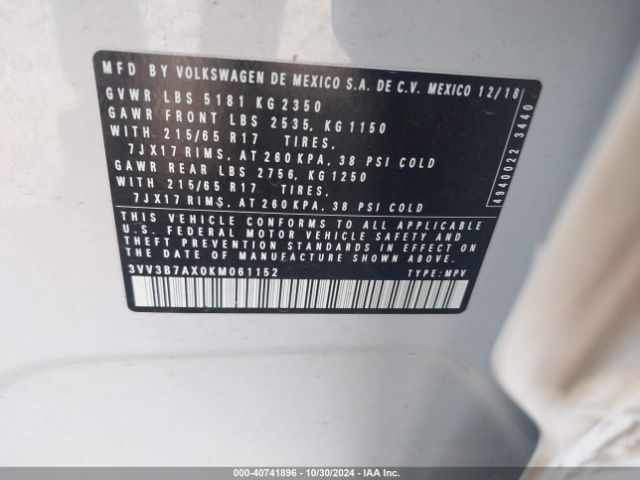 MFD BY VOLKSWAGEN DE MEXICO S.A. DE C.V. MEXICO 12/18
GVWR LBS 5181 KG 2350
GAWR FRONT LBS 2535, KG 1150
WITH 215/65 R17 TIRES,
7JX17 RIMS, AT 260 KPA, 38 PSI COLD
GAWR REAR LBS 2756, KG 1250
WITH 215/65 R17 TIRES,
7JX17 RIMS, AT 260 KPA, 38 PSI COLD
THIS VEHICLE CONFORMS TO ALL APPLICABLE
U.S. FEDERAL MOTOR VEHICLE SAFETY AND
THEFT PREVENTION STANDARDS IN EFFECT ON
THE DATE OF MANUFACTURE SHOWN ABOVE.
3VV3B7AX0KM061152 TYPE: MPV
4940022 3440
000-40741896 • 10/30/2024 • IAA Inc.